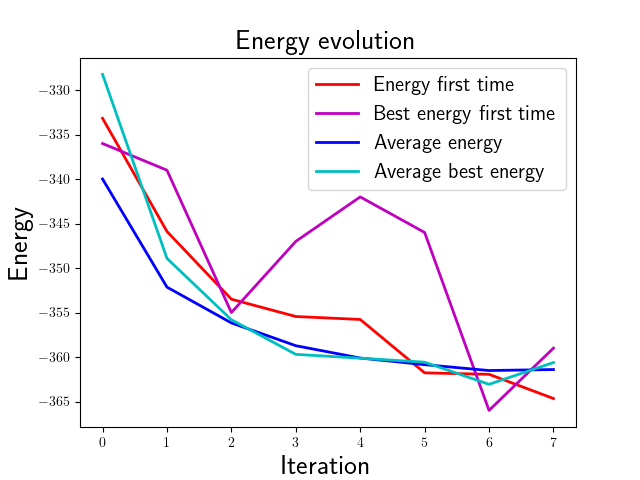 Energy evolution
Energy first time
Best energy first time
Average energy
Average best energy
Energy
−330
−335
−340
−345
−350
−355
−360
−365
0 1 2 3 4 5 6 7
Iteration